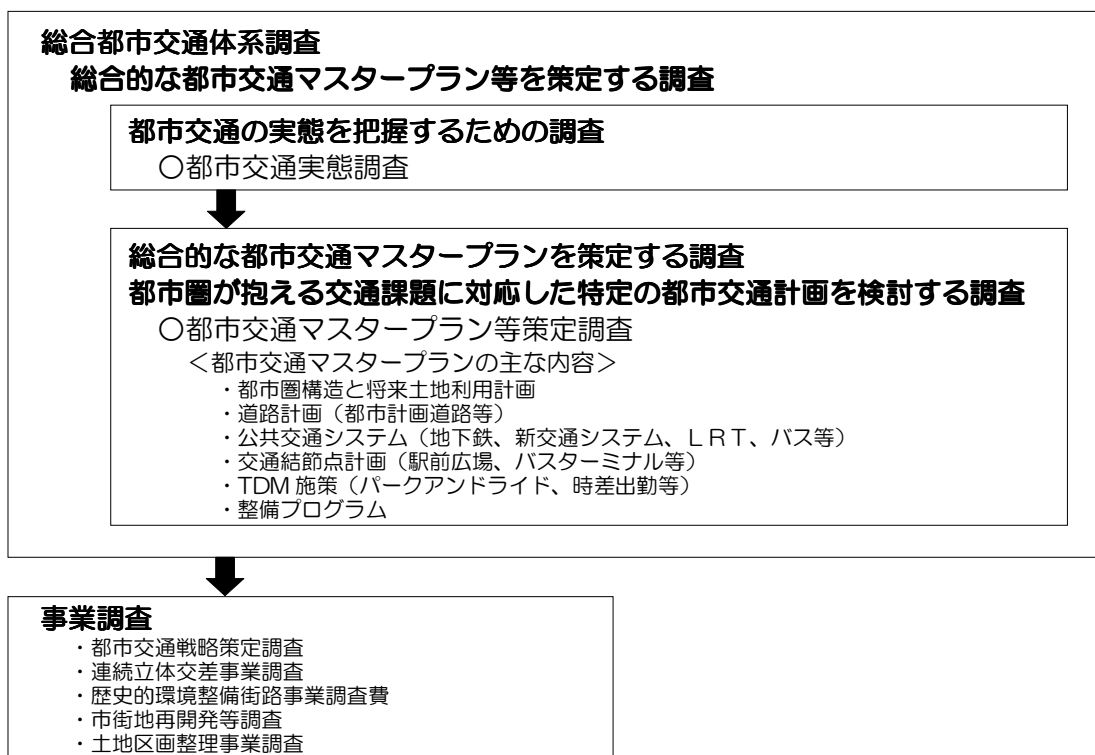 総合都市交通体系調査
総合的な都市交通マスタープラン等を策定する調査
都市交通の実態を把握するための調査
○都市交通実態調査
総合的な都市交通マスタープランを策定する調査
都市圏が抱える交通課題に対応した特定の都市交通計画を検討する調査
○都市交通マスタープラン等策定調査
＜都市交通マスタープランの主な内容＞
・都市圏構造と将来土地利用計画
・道路計画（都市計画道路等）
・公共交通システム（地下鉄、新交通システム、ＬＲＴ、バス等）
・交通結節点計画（駅前広場、バスターミナル等）
・TDM 施策（パークアンドライド、時差出勤等）
・整備プログラム
事業調査
・都市交通戦略策定調査
・連続立体交差事業調査
・歴史的環境整備街路事業調査費
・市街地再開発等調査
・土地区画整理事業調査